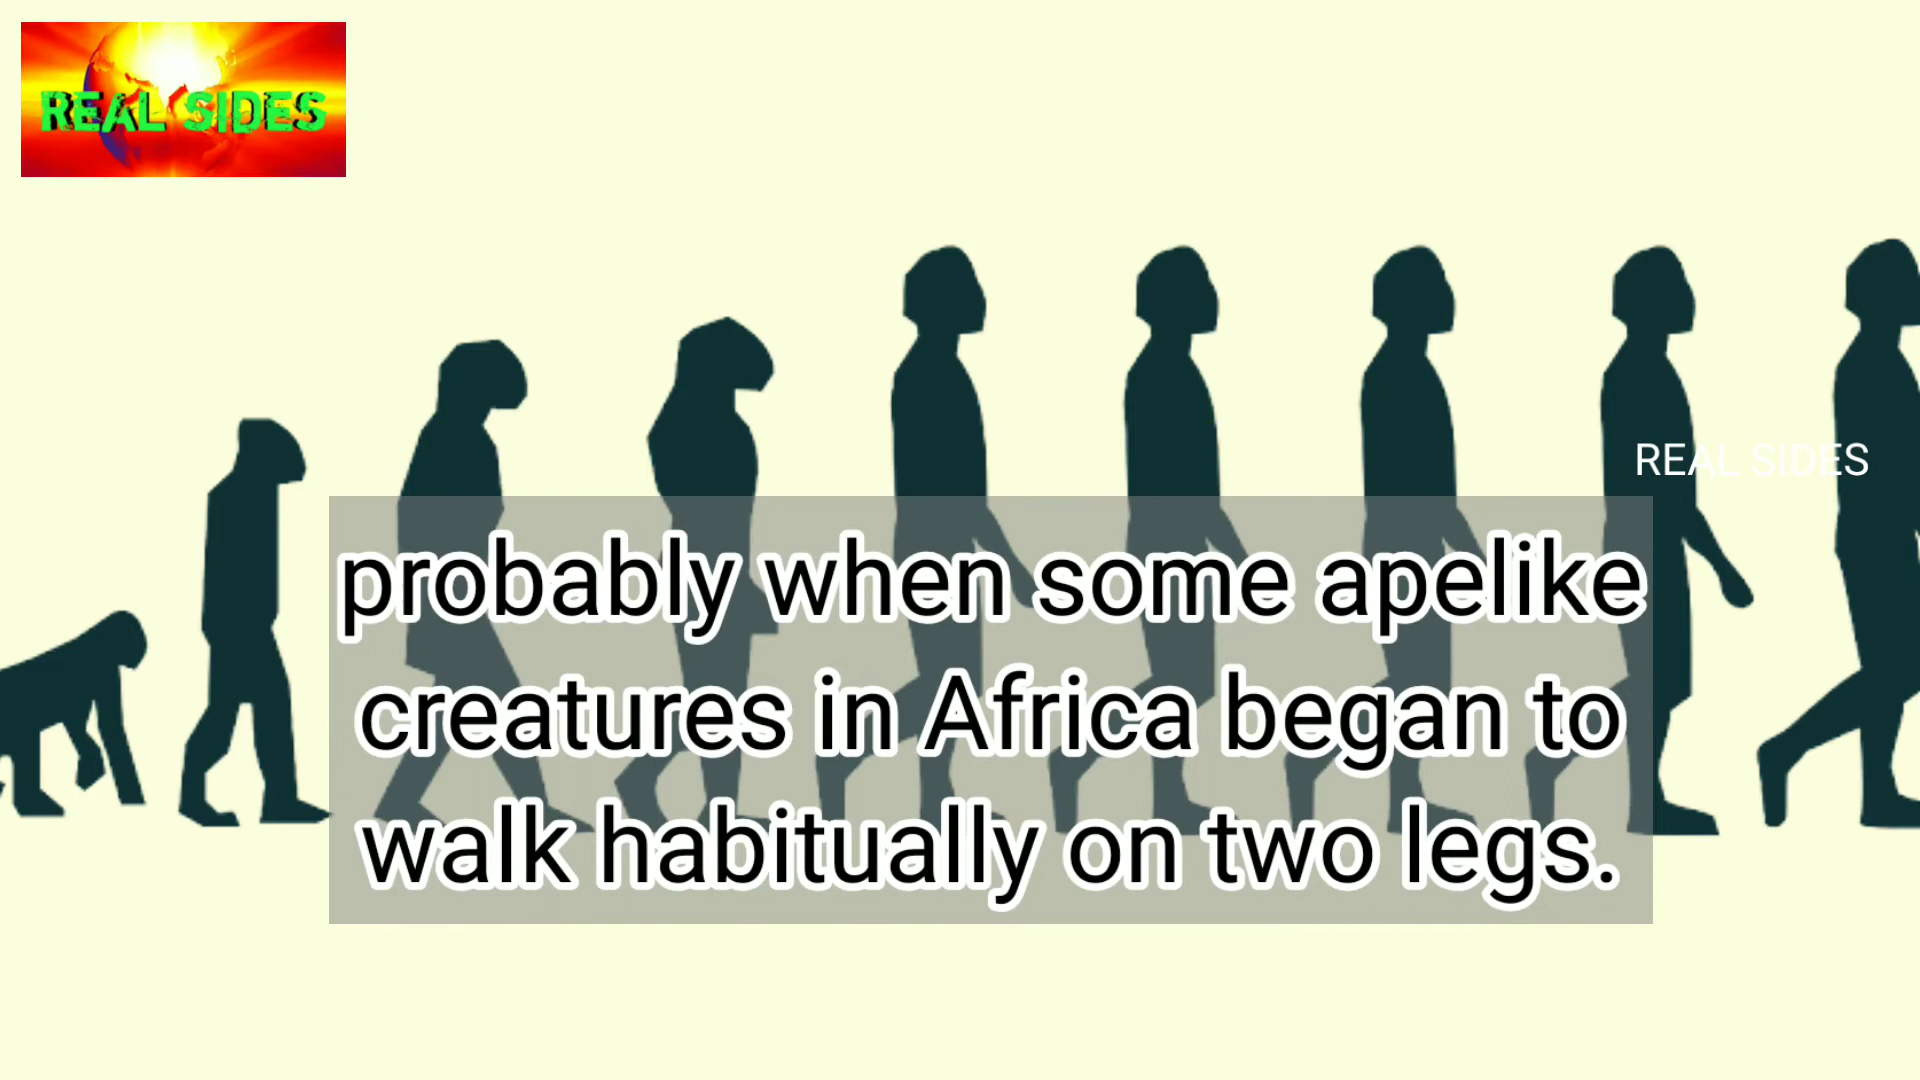 REAL SIDES
REAL SIDES
probably when some apelike
creatures in Africa began to
walk habitually on two legs.